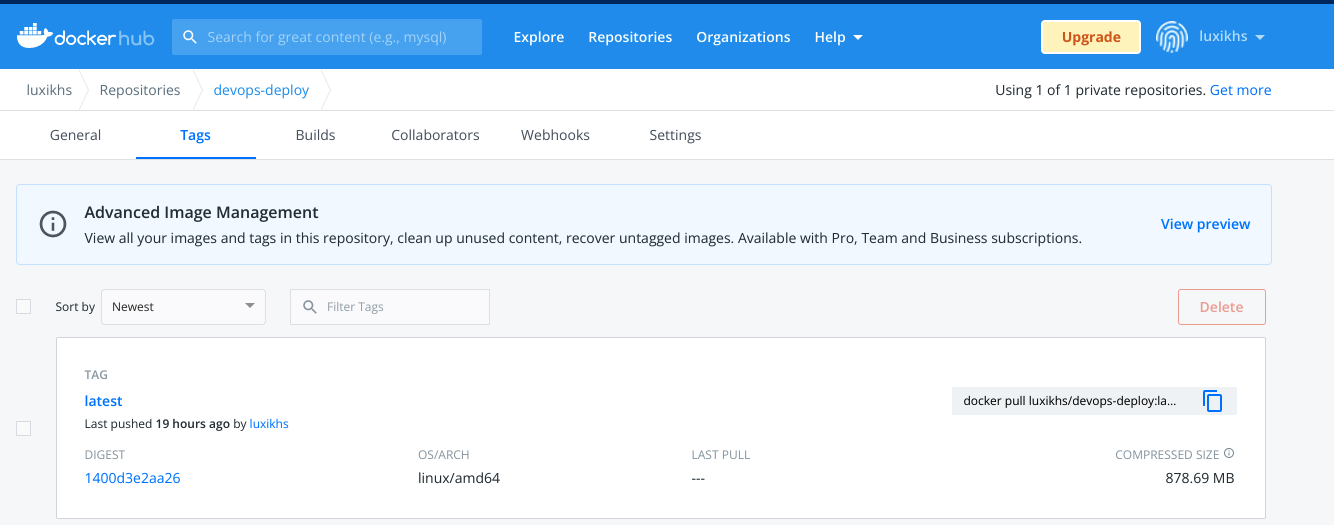 dockerhub Search for great content (e.g., mysql) Explore Repositories Organizations Help Upgrade luxikhs
luxikhs Repositories devops-deploy Using 1 of 1 private repositories. Get more
General Tags Builds Collaborators Webhooks Settings
Advanced Image Management
View all your images and tags in this repository, clean up unused content, recover untagged images. Available with Pro, Team and Business subscriptions.
View preview
Sort by Newest Filter Tags Delete
TAG
latest
docker pull luxikhs/devops-deploy:la...
Last pushed 19 hours ago by luxikhs
DIGEST OS/ARCH LAST PULL COMPRESSED SIZE
1400d3e2aa26 linux/amd64 --- 878.69 MB